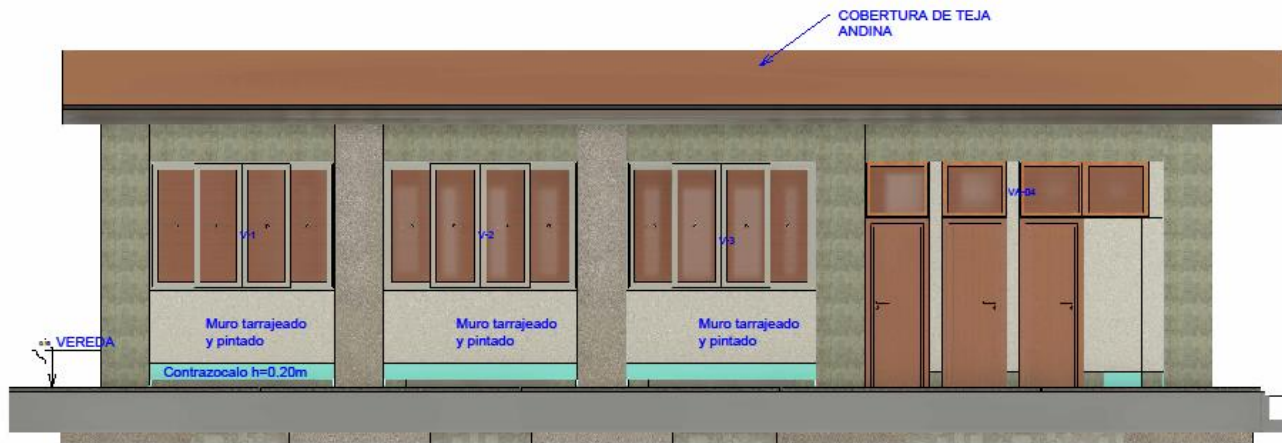 COBERTURA DE TEJA
ANDINA
V-1
V-2
V-3
VA-04
Muro tarrajeado
y pintado
Muro tarrajeado
y pintado
Muro tarrajeado
y pintado
VEREDA
Contrazocalo h=0.20m